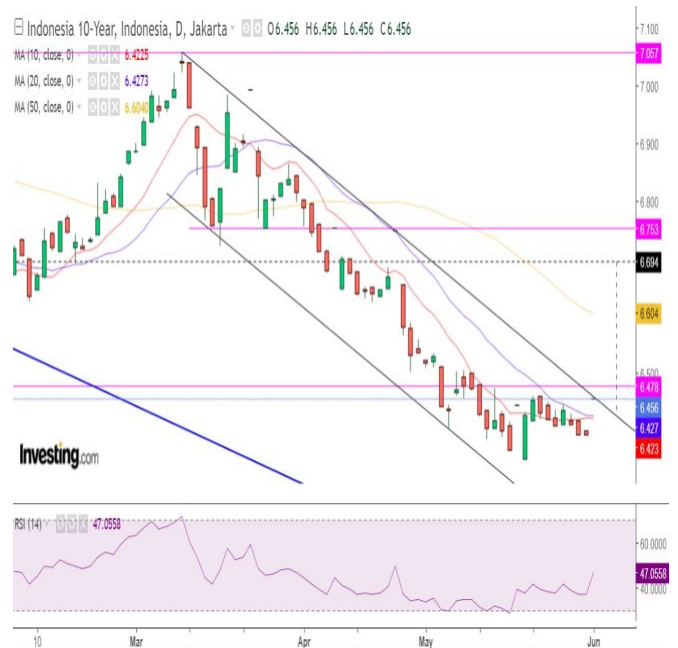 Indonesia 10-Year, Indonesia, D, Jakarta O6.456 H6.456 L6.456 C6.456
MA (10, close, 0) 6.4225
MA (20, close, 0) 6.4273
MA (50, close, 0) 6.6040
7.100
7.057
7.000
6.900
6.800
6.753
6.694
6.604
6.500
6.478
6.456
6.427
6.423
Investing.com
RSI (14) 47.0558
60.0000
47.0558
40.0000
10 Mar Apr May Jun